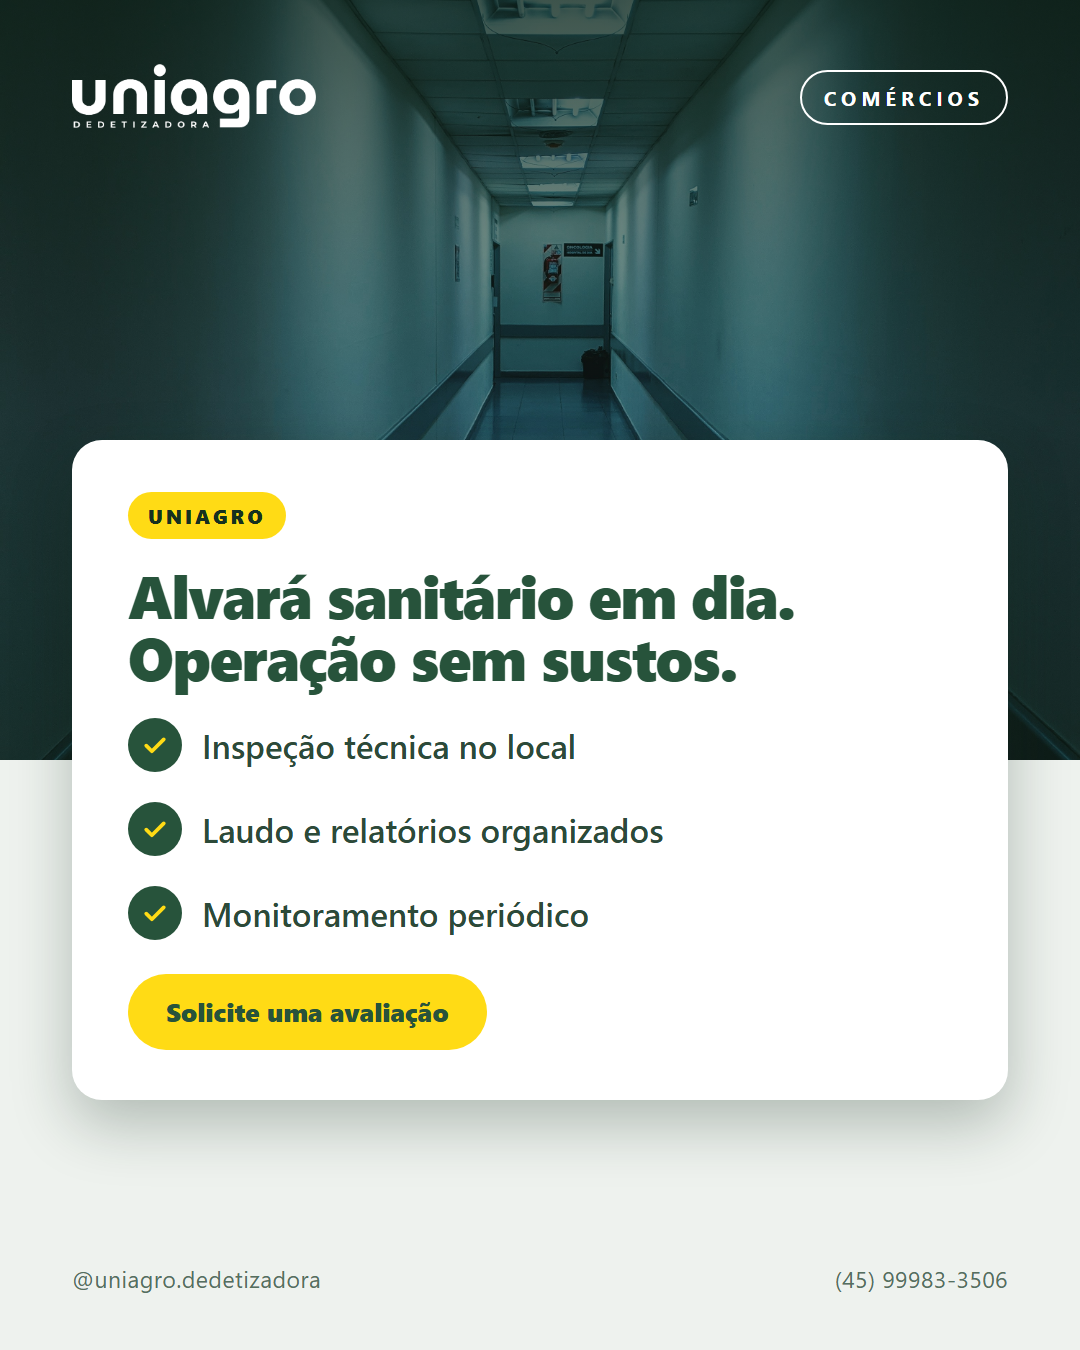 uniagro
DEDETIZADORA
COMÉRCIOS
UNIAGRO
Alvará sanitário em dia.
Operação sem sustos.
Inspeção técnica no local
Laudo e relatórios organizados
Monitoramento periódico
Solicite uma avaliação
@uniagro.dedetizadora
(45) 99983-3506